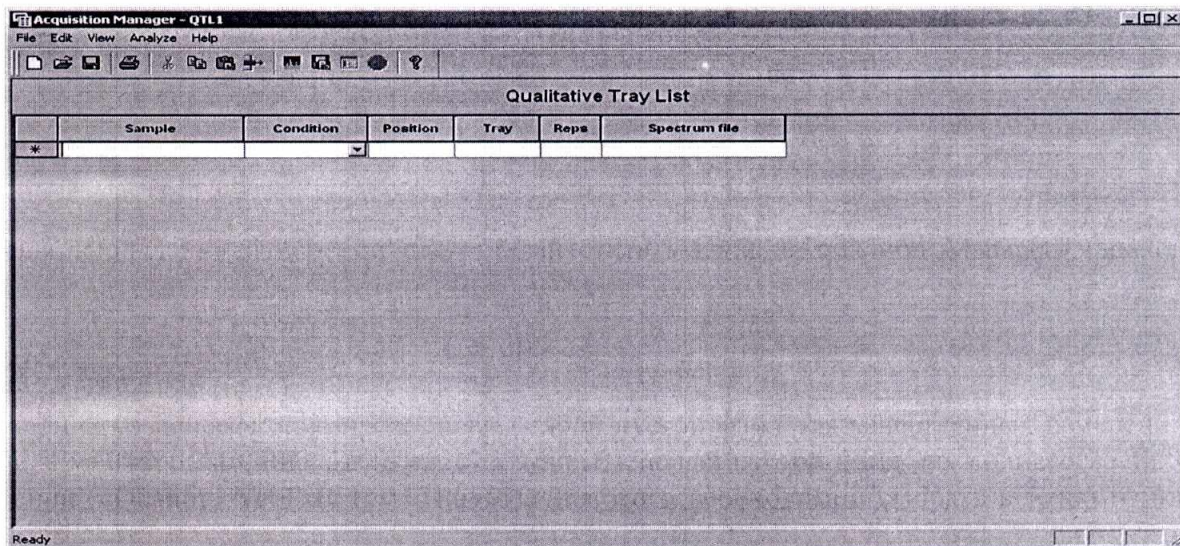 Acquisition Manager - QTL1
File Edit View Analyze Help
Qualitative Tray List
Sample Condition Position Tray Reps Spectrum file
*
Ready